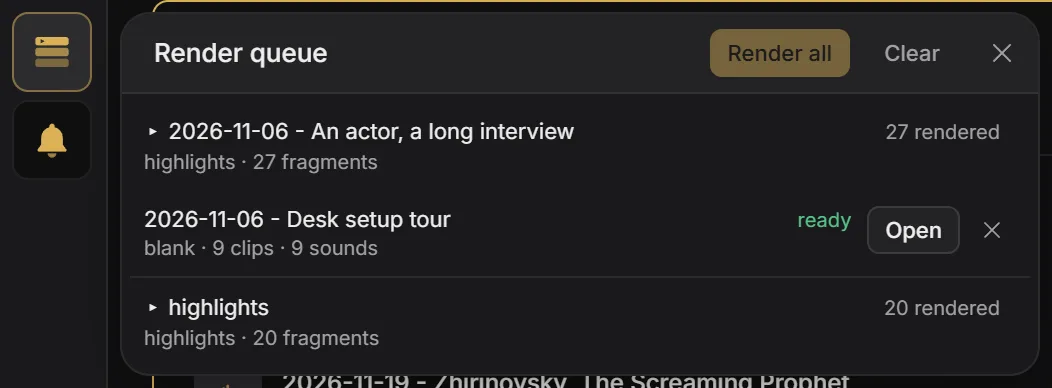 Render queue
Render all
Clear
2026-11-06 - An actor, a long interview
27 rendered
highlights · 27 fragments
2026-11-06 - Desk setup tour
ready
Open
blank · 9 clips · 9 sounds
highlights
20 rendered
highlights · 20 fragments
2026-11-19 - Zhirinovsky, The Screaming Prophet